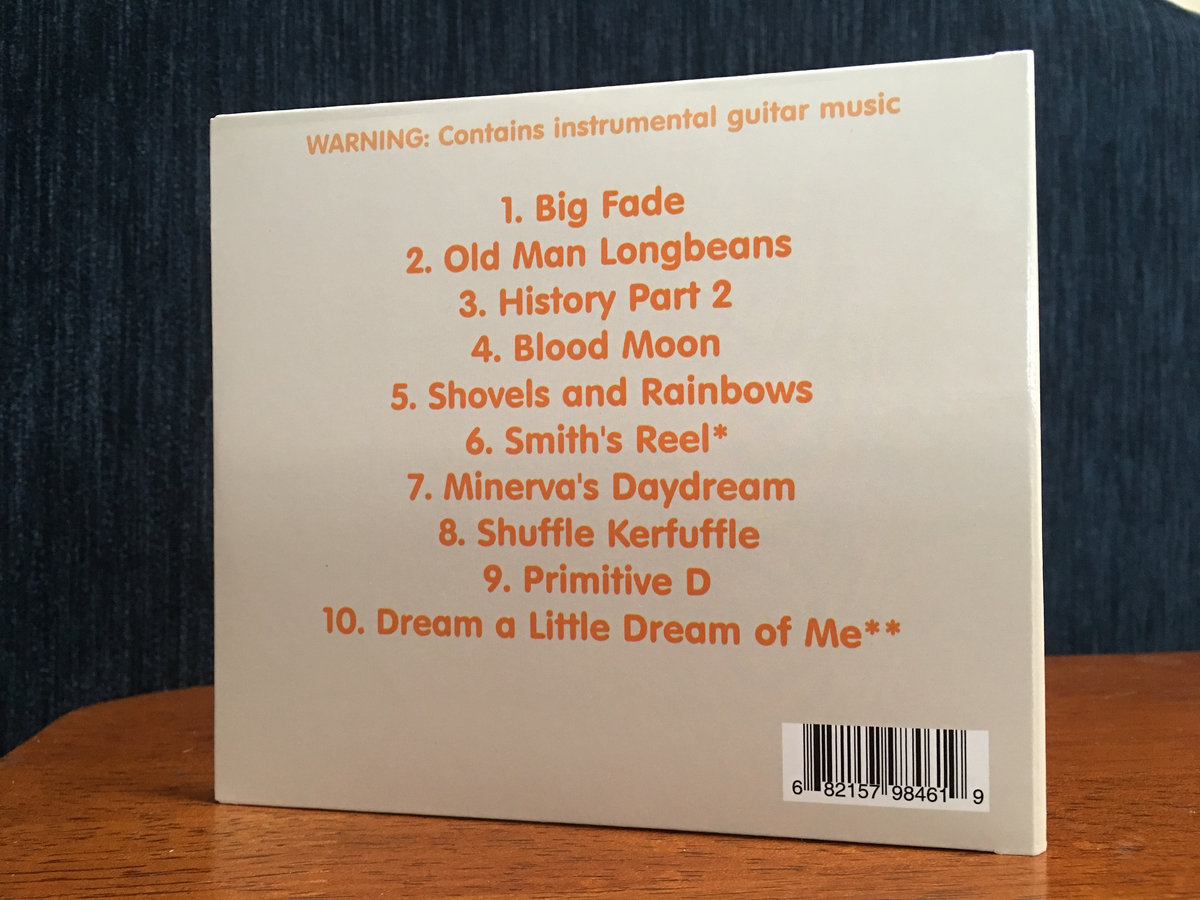 WARNING: Contains instrumental guitar music
1. Big Fade
2. Old Man Longbeans
3. History Part 2
4. Blood Moon
5. Shovels and Rainbows
6. Smith's Reel*
7. Minerva's Daydream
8. Shuffle Kerfuffle
9. Primitive D
10. Dream a Little Dream of Me**
6 82157 98461 9